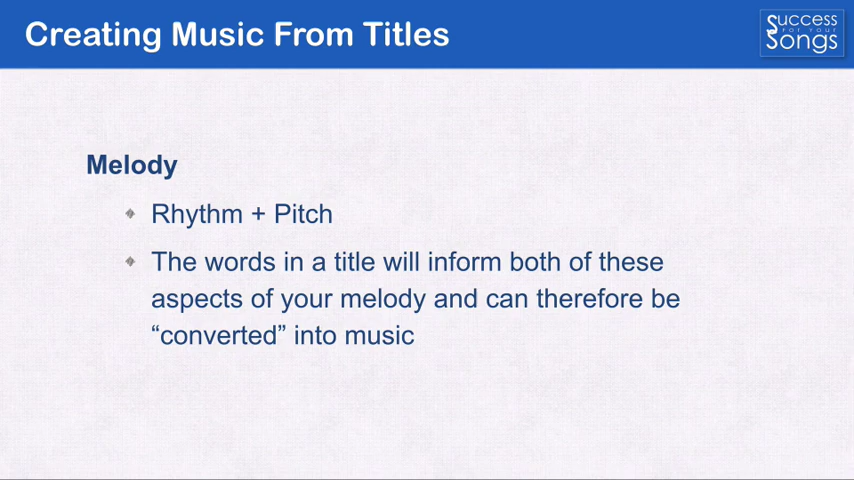 Creating Music From Titles
Success
FOR YOUR
Songs
Melody
Rhythm + Pitch
The words in a title will inform both of these
aspects of your melody and can therefore be
“converted” into music